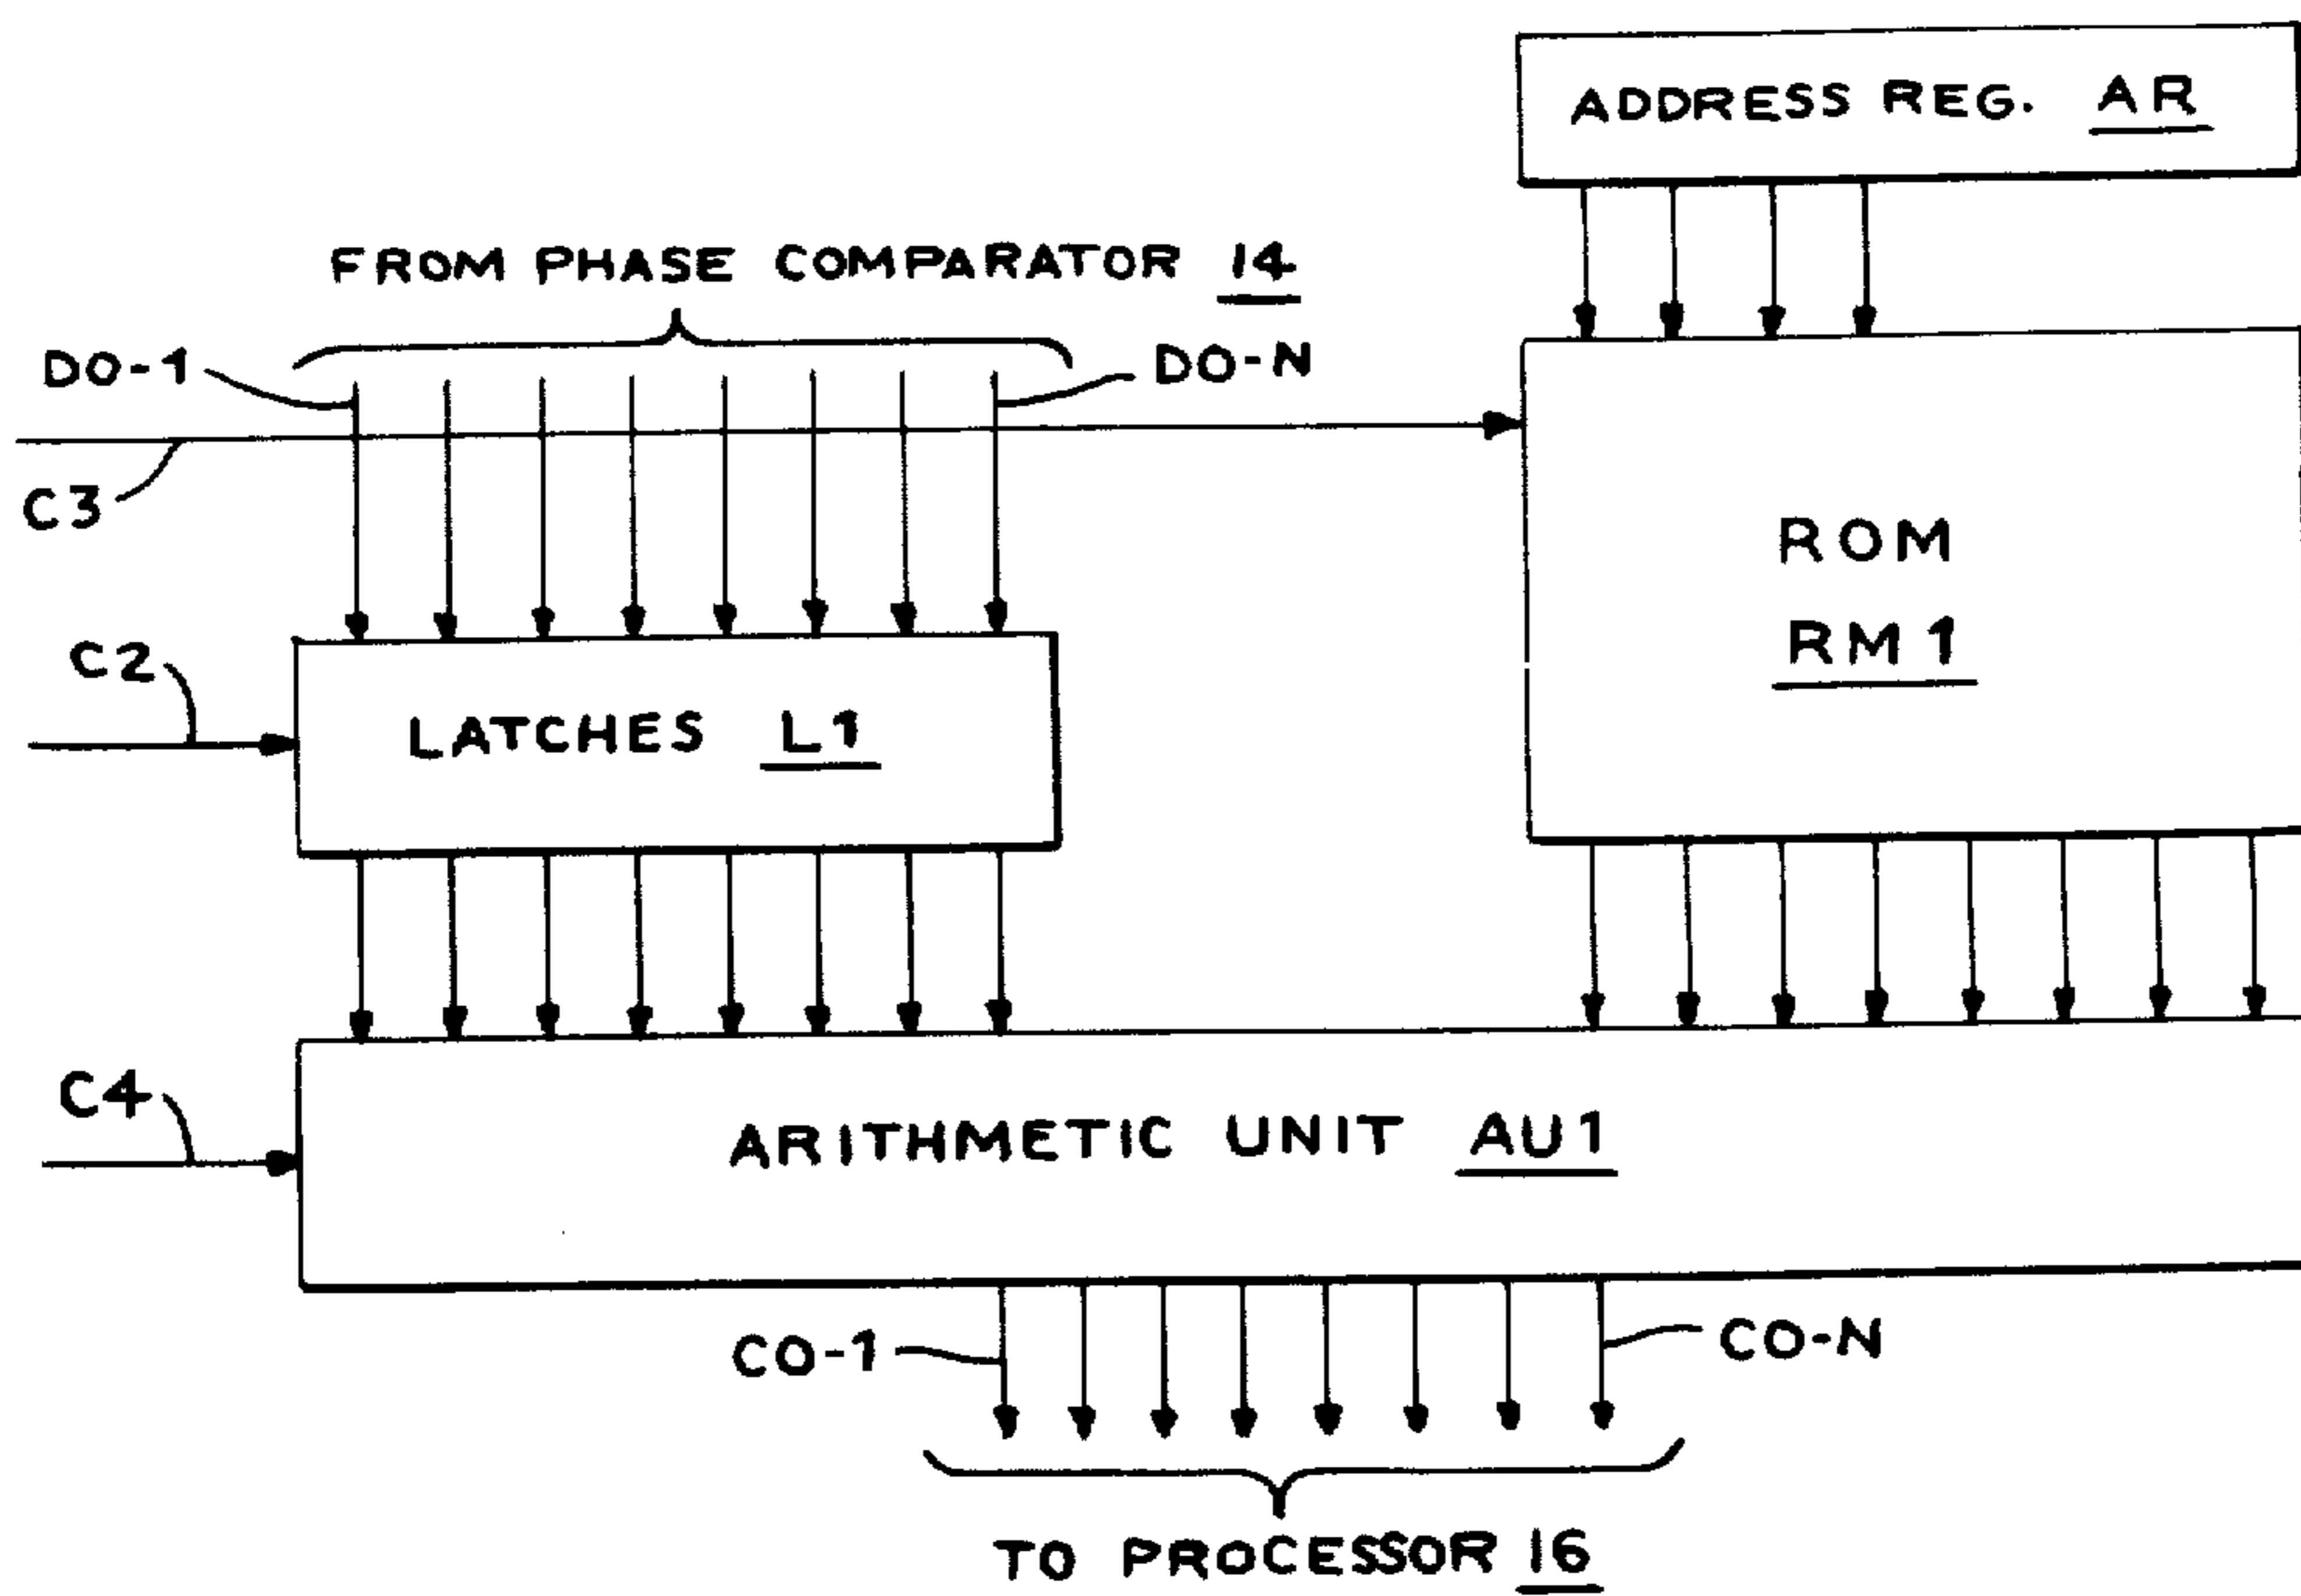 ADDRESS REG. AR
FROM PHASE COMPARATOR 14
DO-1
DO-N
C3
ROM
RM1
C2
LATCHES L1
C4
ARITHMETIC UNIT AU1
CO-1
CO-N
TO PROCESSOR 16